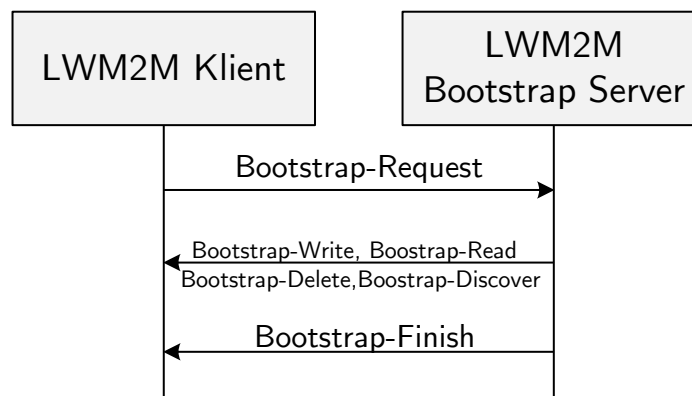 LWM2M Klient
LWM2M
Bootstrap Server
Bootstrap-Request
Bootstrap-Write, Boostrap-Read
Bootstrap-Delete,Boostrap-Discover
Bootstrap-Finish